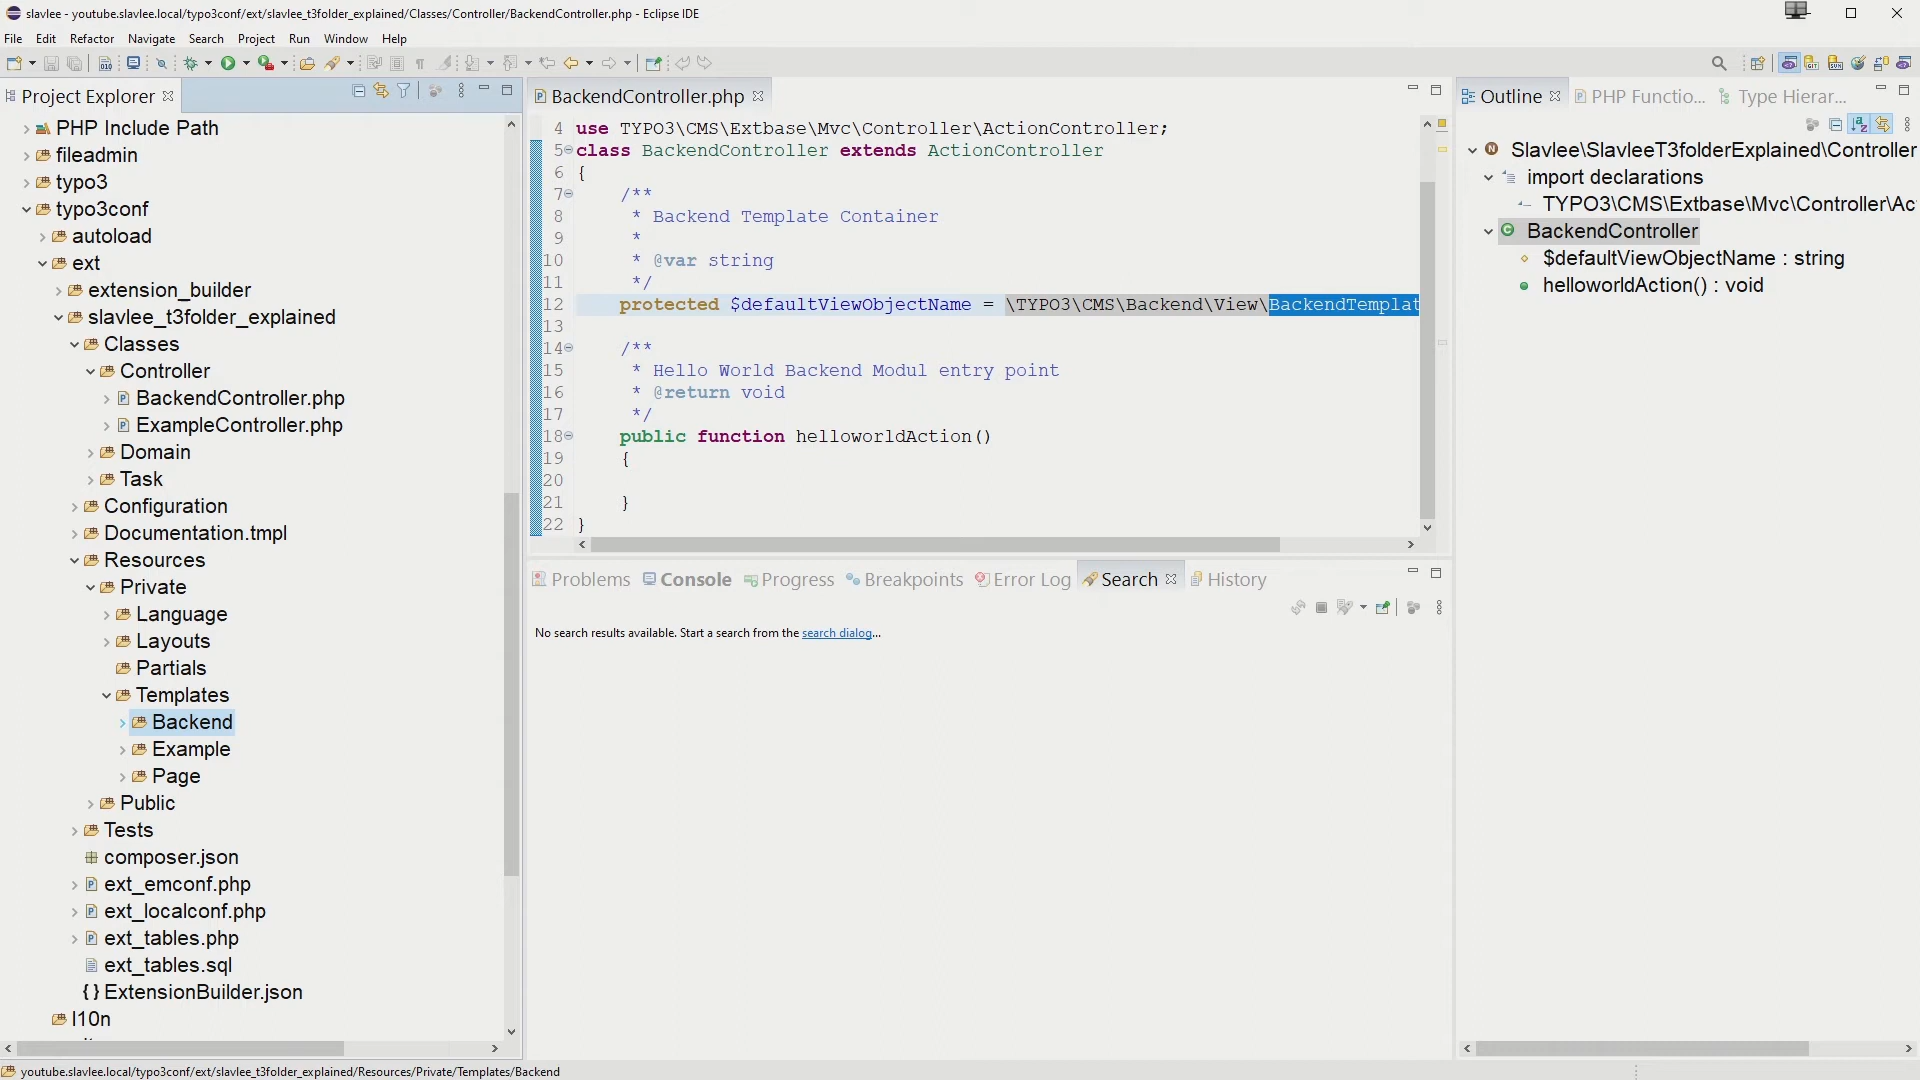 slavlee - youtube.slavlee.local/typo3conf/ext/slavlee_t3folder_explained/Classes/Controller/BackendController.php - Eclipse IDE
File Edit Refactor Navigate Search Project Run Window Help
Project Explorer
PHP Include Path
fileadmin
typo3
typo3conf
autoload
ext
extension_builder
slavlee_t3folder_explained
Classes
Controller
BackendController.php
ExampleController.php
Domain
Task
Configuration
Documentation.tmpl
Resources
Private
Language
Layouts
Partials
Templates
Backend
Example
Page
Public
Tests
composer.json
ext_emconf.php
ext_localconf.php
ext_tables.php
ext_tables.sql
{ } ExtensionBuilder.json
l10n
BackendController.php
4 use TYPO3\CMS\Extbase\Mvc\Controller\ActionController;
5 class BackendController extends ActionController
6 {
7 /**
8 * Backend Template Container
9 *
10 * @var string
11 */
12 protected $defaultViewObjectName = \TYPO3\CMS\Backend\View\BackendTemplat
13
14 /**
15 * Hello World Backend Modul entry point
16 * @return void
17 */
18 public function helloworldAction()
19 {
20
21 }
22 }
Problems Console Progress Breakpoints Error Log Search History
No search results available. Start a search from the search dialog...
Outline PHP Functio... Type Hierar...
Slavlee\SlavleeT3folderExplained\Controller
import declarations
TYPO3\CMS\Extbase\Mvc\Controller\Ac
BackendController
$defaultViewObjectName : string
helloworldAction() : void
youtube.slavlee.local/typo3conf/ext/slavlee_t3folder_explained/Resources/Private/Templates/Backend